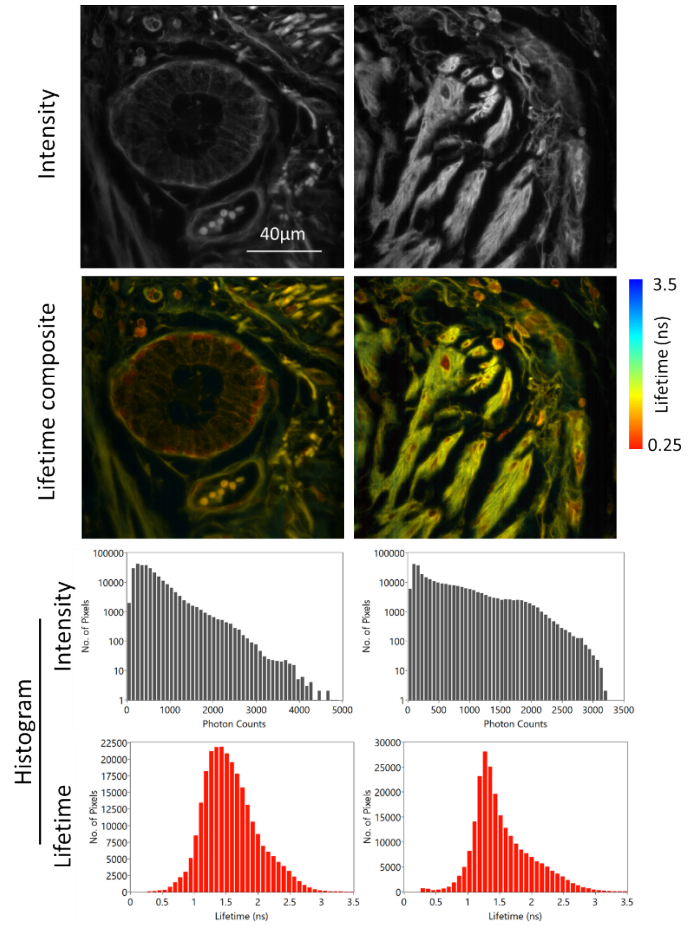 Intensity
40μm
Lifetime composite
3.5
Lifetime (ns)
0.25
Histogram
Intensity
No. of Pixels
100000
10000
1000
100
10
1
0 1000 2000 3000 4000 5000
Photon Counts
No. of Pixels
100000
10000
1000
100
10
1
0 500 1000 1500 2000 2500 3000 3500
Photon Counts
Lifetime
No. of Pixels
22500
20000
17500
15000
12500
10000
7500
5000
2500
0
0 0.5 1 1.5 2 2.5 3 3.5
Lifetime (ns)
No. of Pixels
30000
25000
20000
15000
10000
5000
0
0 0.5 1 1.5 2 2.5 3 3.5
Lifetime (ns)